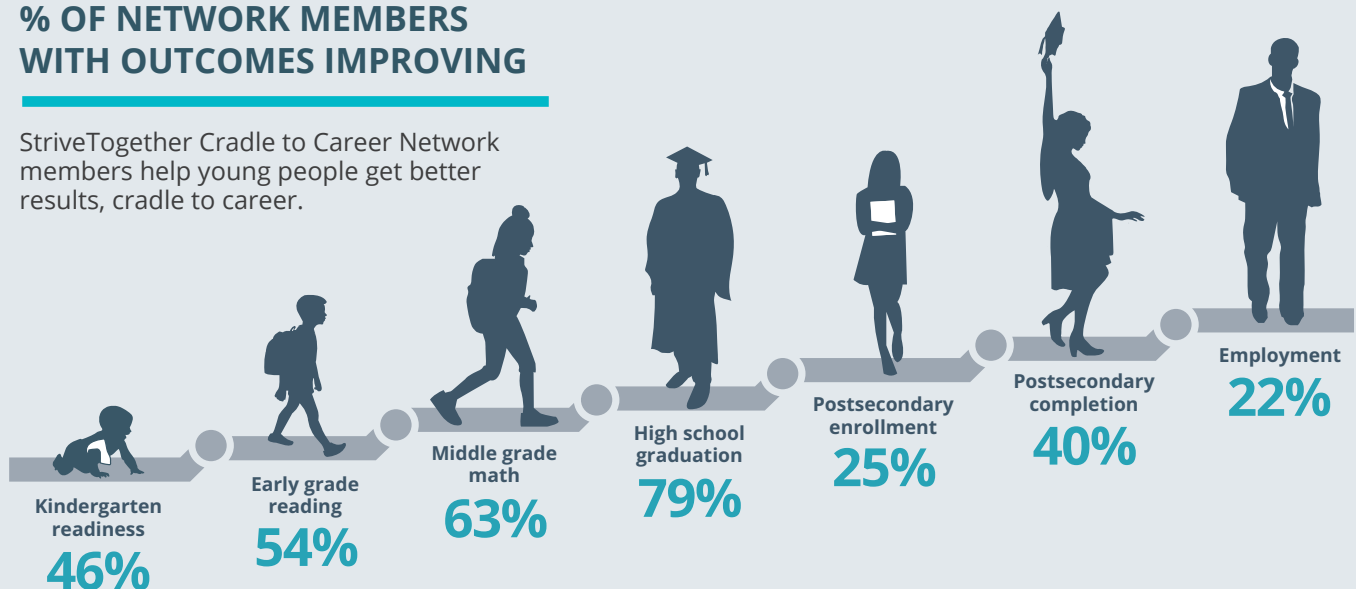 % OF NETWORK MEMBERS
WITH OUTCOMES IMPROVING
StriveTogether Cradle to Career Network
members help young people get better
results, cradle to career.
Kindergarten
readiness
46%
Early grade
reading
54%
Middle grade
math
63%
High school
graduation
79%
Postsecondary
enrollment
25%
Postsecondary
completion
40%
Employment
22%